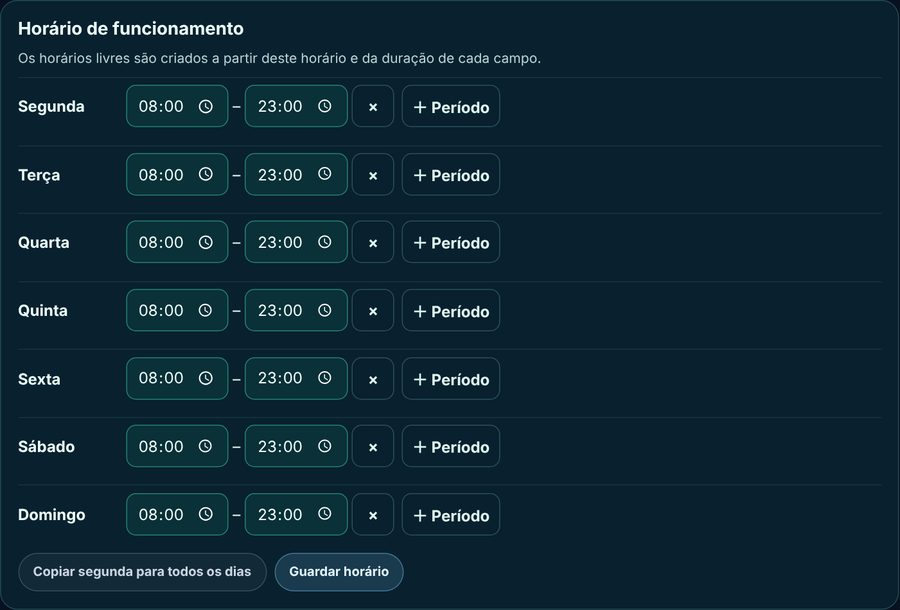 Horário de funcionamento
Os horários livres são criados a partir deste horário e da duração de cada campo.
Segunda 08:00 – 23:00 × + Período
Terça 08:00 – 23:00 × + Período
Quarta 08:00 – 23:00 × + Período
Quinta 08:00 – 23:00 × + Período
Sexta 08:00 – 23:00 × + Período
Sábado 08:00 – 23:00 × + Período
Domingo 08:00 – 23:00 × + Período
Copiar segunda para todos os dias Guardar horário